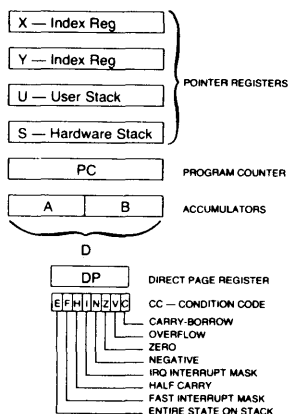 X — Index Reg
Y — Index Reg
U — User Stack
S — Hardware Stack
POINTER REGISTERS
PC
PROGRAM COUNTER
A B
ACCUMULATORS
D
DP
DIRECT PAGE REGISTER
E F H I N Z V C
CC — CONDITION CODE
CARRY-BORROW
OVERFLOW
ZERO
NEGATIVE
IRQ INTERRUPT MASK
HALF CARRY
FAST INTERRUPT MASK
ENTIRE STATE ON STACK